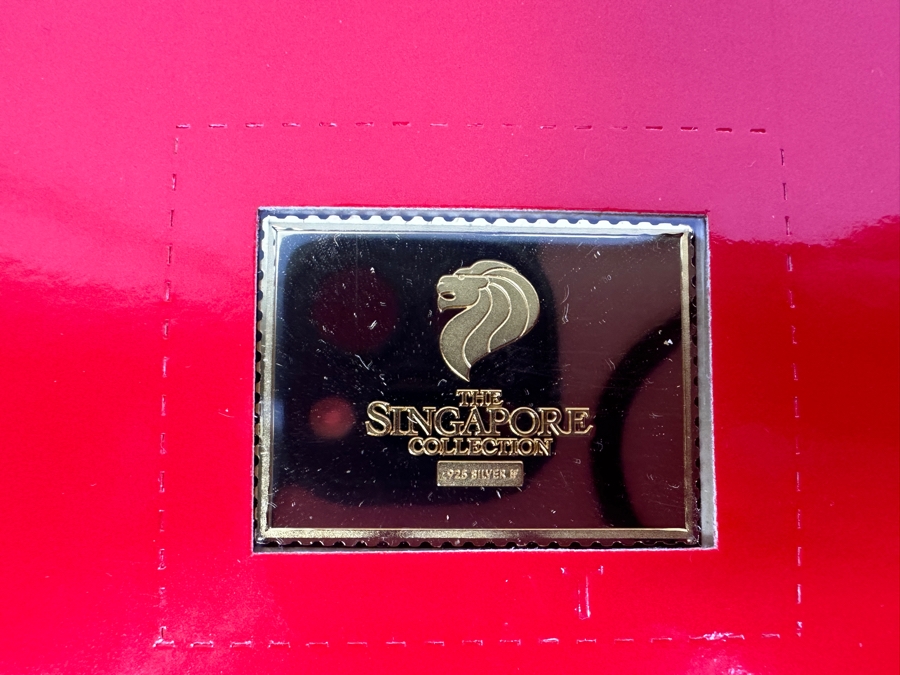 THE
SINGAPORE
COLLECTION
.925 SILVER